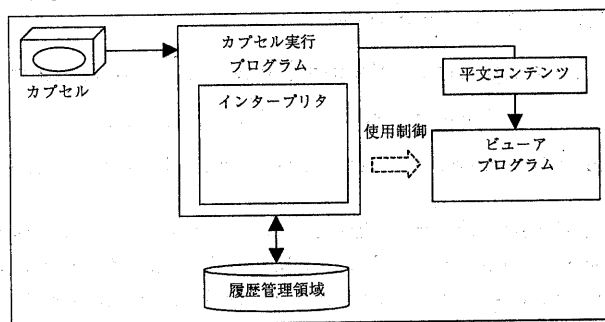 カプセル
カプセル実行
プログラム
インタープリタ
使用制御
平文コンテンツ
ビューア
プログラム
履歴管理領域